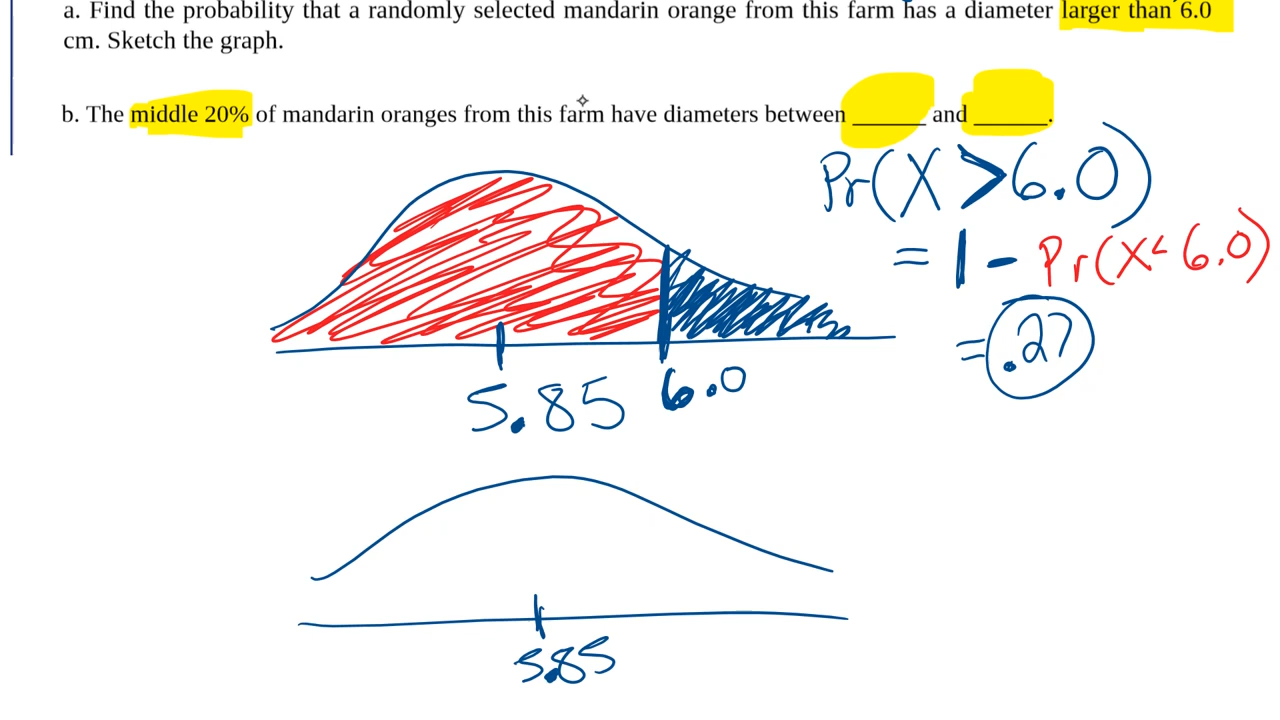 a. Find the probability that a randomly selected mandarin orange from this farm has a diameter larger than 6.0
cm. Sketch the graph.
b. The middle 20% of mandarin oranges from this farm have diameters between ______ and ______.
Pr(X > 6.0)
= 1 - Pr(X < 6.0)
= .27
5.85 6.0
5.85